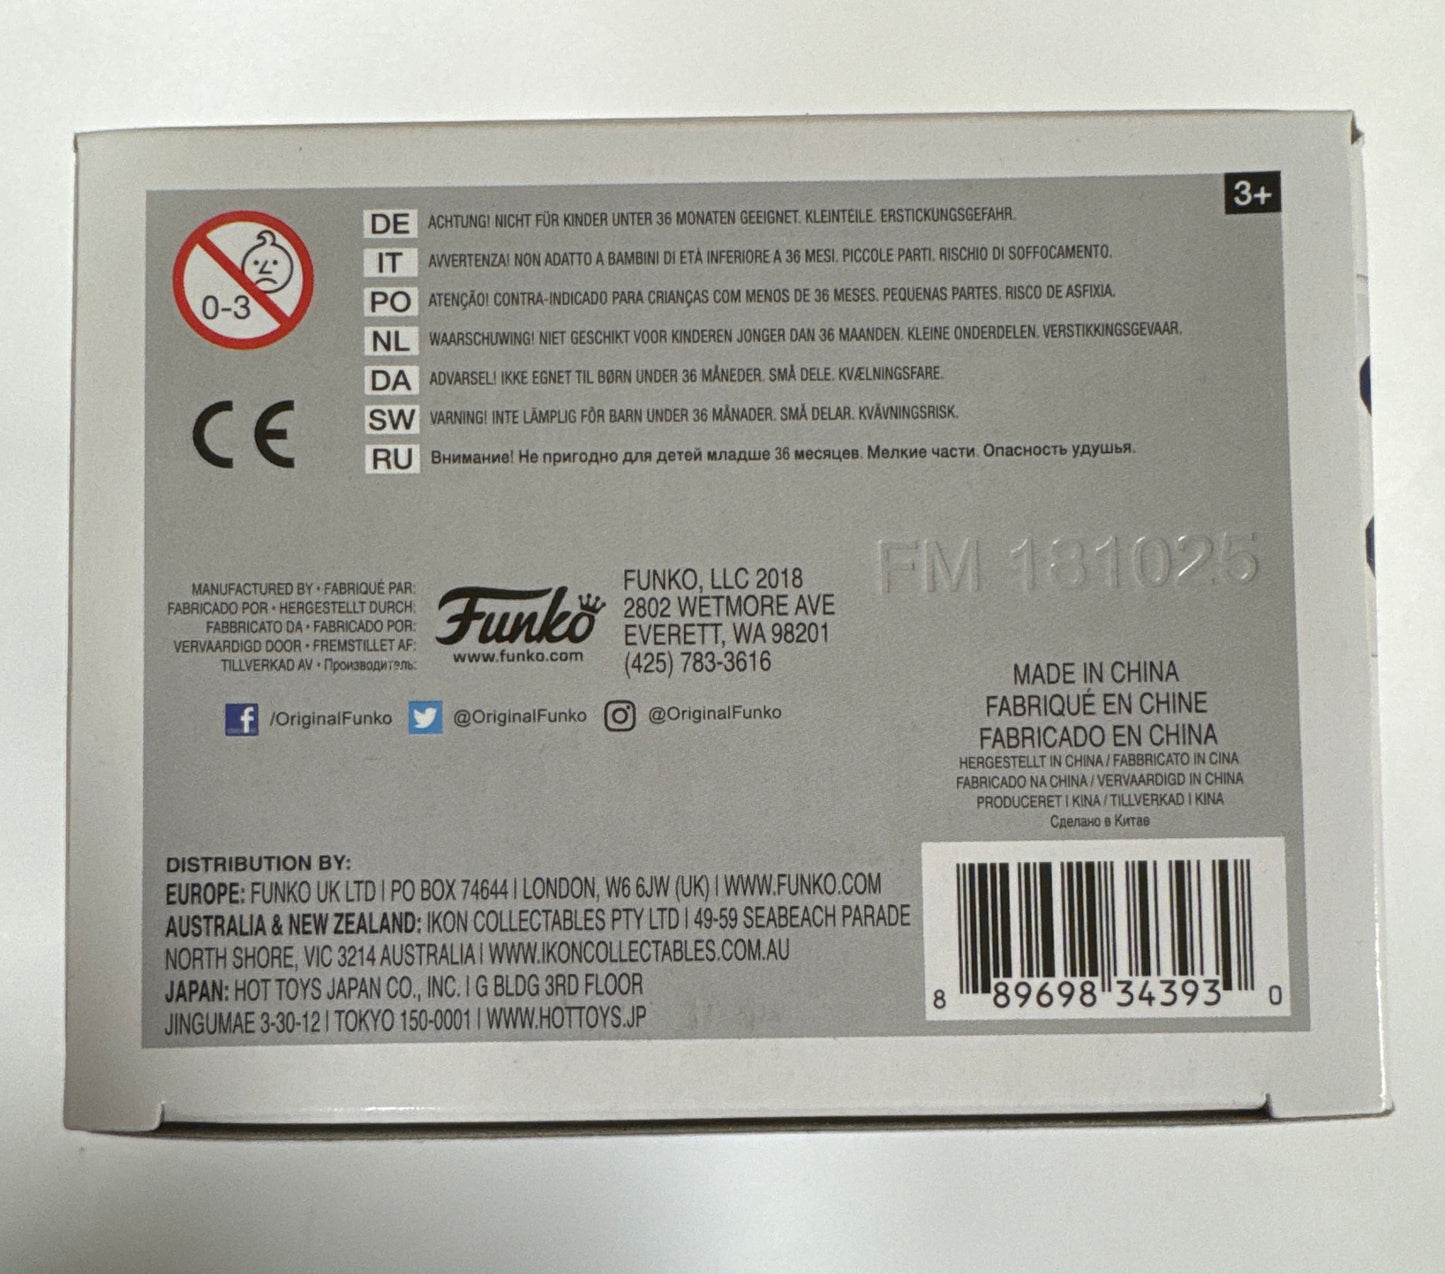 3+
0-3
DE ACHTUNG! NICHT FÜR KINDER UNTER 36 MONATEN GEEIGNET. KLEINTEILE. ERSTICKUNGSGEFAHR.
IT AVVERTENZA! NON ADATTO A BAMBINI DI ETÀ INFERIORE A 36 MESI. PICCOLE PARTI. RISCHIO DI SOFFOCAMENTO.
PO ATENÇÃO! CONTRA-INDICADO PARA CRIANÇAS COM MENOS DE 36 MESES. PEQUENAS PARTES. RISCO DE ASFIXIA.
NL WAARSCHUWING! NIET GESCHIKT VOOR KINDEREN JONGER DAN 36 MAANDEN. KLEINE ONDERDELEN. VERSTIKKINGSGEVAAR.
DA ADVARSEL! IKKE EGNET TIL BØRN UNDER 36 MÅNEDER. SMÅ DELE. KVÆLNINGSFARE.
SW VARNING! INTE LÄMPLIG FÖR BARN UNDER 36 MÅNADER. SMÅ DELAR. KVÄVNINGSRISK.
RU Внимание! Не пригодно для детей младше 36 месяцев. Мелкие части. Опасность удушья.
CE
FM 181025
MANUFACTURED BY • FABRIQUÉ PAR:
FABRICADO POR • HERGESTELLT DURCH:
FABBRICATO DA • FABRICADO POR:
VERVAARDIGD DOOR • FREMSTILLET AF:
TILLVERKAD AV • Производитель:
Funko
www.funko.com
FUNKO, LLC 2018
2802 WETMORE AVE
EVERETT, WA 98201
(425) 783-3616
f /OriginalFunko @OriginalFunko @OriginalFunko
MADE IN CHINA
FABRIQUÉ EN CHINE
FABRICADO EN CHINA
HERGESTELLT IN CHINA / FABBRICATO IN CINA
FABRICADO NA CHINA / VERVAARDIGD IN CHINA
PRODUCERET I KINA / TILLVERKAD I KINA
Сделано в Китае
DISTRIBUTION BY:
EUROPE: FUNKO UK LTD | PO BOX 74644 | LONDON, W6 6JW (UK) | WWW.FUNKO.COM
AUSTRALIA & NEW ZEALAND: IKON COLLECTABLES PTY LTD | 49-59 SEABEACH PARADE
NORTH SHORE, VIC 3214 AUSTRALIA | WWW.IKONCOLLECTABLES.COM.AU
JAPAN: HOT TOYS JAPAN CO., INC. | G BLDG 3RD FLOOR
JINGUMAE 3-30-12 | TOKYO 150-0001 | WWW.HOTTOYS.JP
8 89698 34393 0